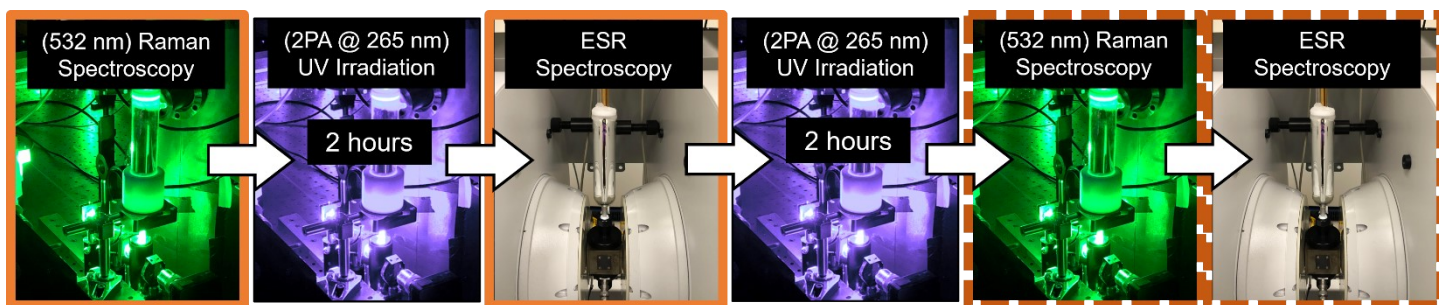 (532 nm) Raman
Spectroscopy
(2PA @ 265 nm)
UV Irradiation
2 hours
ESR
Spectroscopy
(2PA @ 265 nm)
UV Irradiation
2 hours
(532 nm) Raman
Spectroscopy
ESR
Spectroscopy